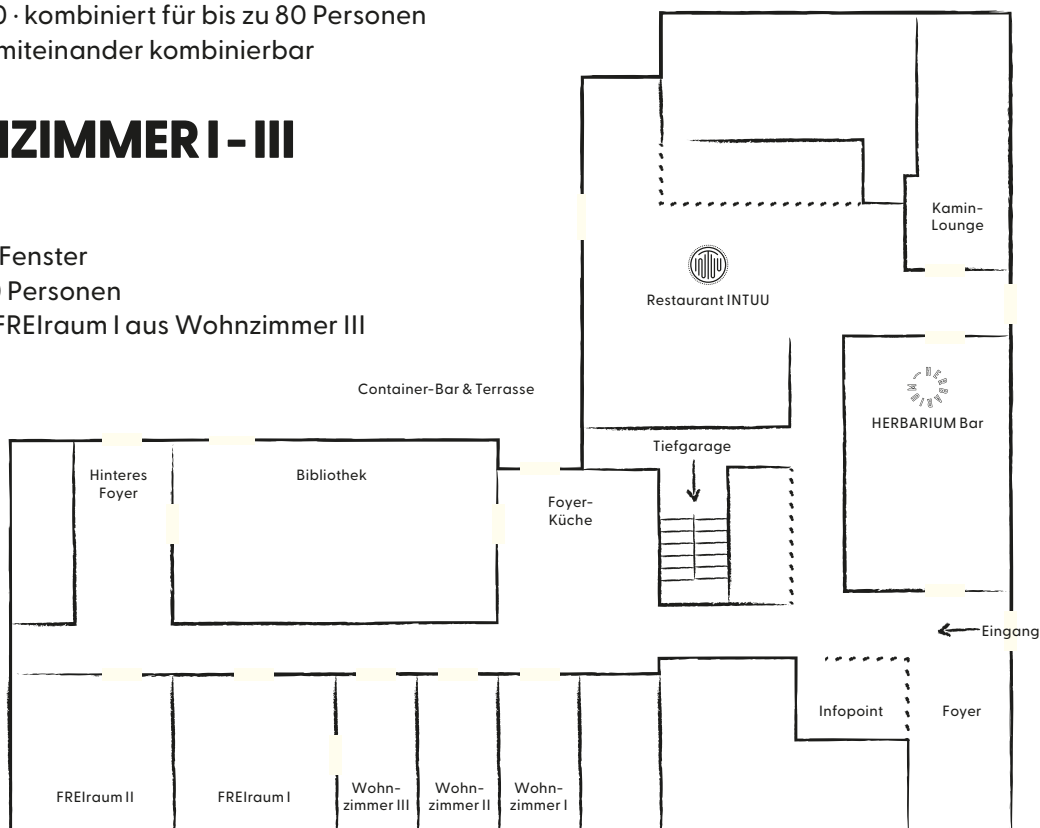 0 · kombiniert für bis zu 80 Personen
miteinander kombinierbar
ZIMMER I - III
Fenster
Personen
FREIraum I aus Wohnzimmer III
Kamin-
Lounge
INTUU
Restaurant INTUU
HERBARIUM
HERBARIUM Bar
Container-Bar & Terrasse
Tiefgarage
Hinteres
Foyer
Bibliothek
Foyer-
Küche
Eingang
Infopoint
Foyer
FREIraum II
FREIraum I
Wohn-
zimmer III
Wohn-
zimmer II
Wohn-
zimmer I